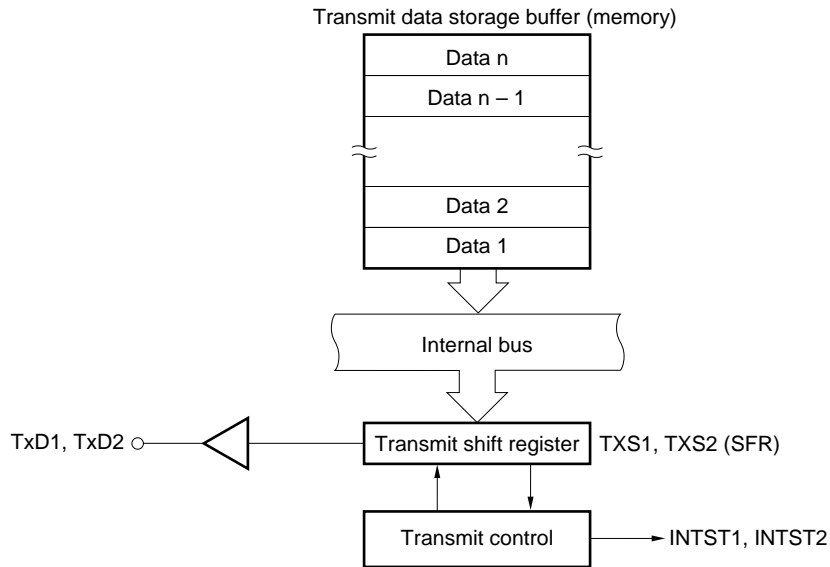 Transmit data storage buffer (memory)
Data n
Data n – 1
Data 2
Data 1
Internal bus
TxD1, TxD2
Transmit shift register
TXS1, TXS2 (SFR)
Transmit control
INTST1, INTST2